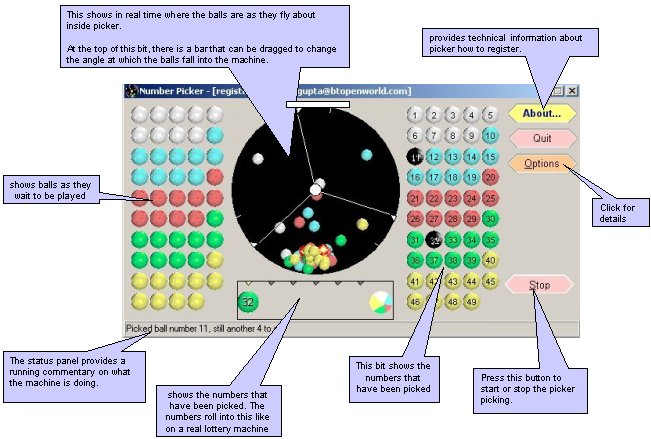 This shows in real time where the balls are as they fly about
inside picker.
At the top of this bit, there is a bar that can be dragged to change
the angle at which the balls fall into the machine.
provides technical information about
picker how to register.
Number Picker - [regist gupta@btopenworld.com]
1 2 3 4 5
6 7 8 9 10
11 12 13 14 15
16 17 18 19 20
21 22 23 24 25
26 27 28 29 30
31 32 33 34 35
36 37 38 39 40
41 42 43 44 45
46 47 48 49
About...
Quit
Options
Stop
shows balls as they
wait to be played
Click for
details
32
Picked ball number 11, still another 4 to
The status panel provides a
running commentary on what
the machine is doing.
shows the numbers that
have been picked. The
numbers roll into this like
on a real lottery machine
This bit shows the
numbers that
have been picked
Press this button to
start or stop the picker
picking.